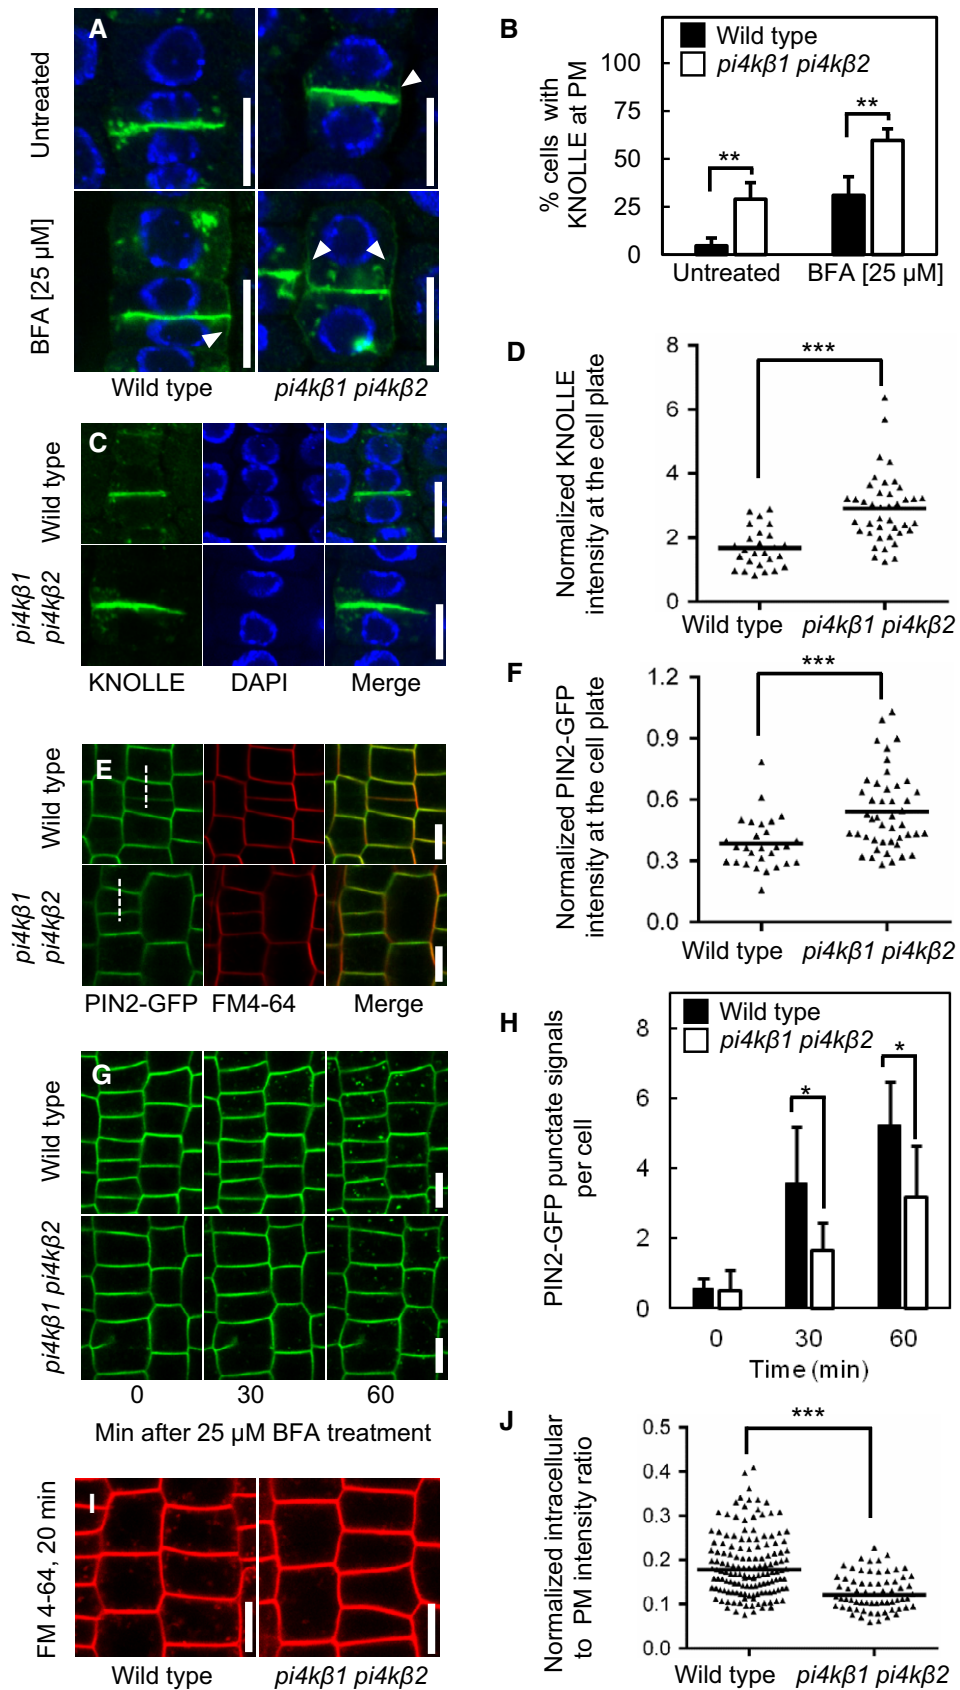 A
Untreated
BFA [25 µM]
Wild type
pi4kβ1 pi4kβ2
B
Wild type
pi4kβ1 pi4kβ2
% cells with
KNOLLE at PM
100
75
50
25
0
**
**
Untreated
BFA [25 µM]
C
Wild type
pi4kβ1
pi4kβ2
KNOLLE
DAPI
Merge
D
Normalized KNOLLE
intensity at the cell plate
8
6
4
2
0
***
Wild type
pi4kβ1 pi4kβ2
E
Wild type
pi4kβ1
pi4kβ2
PIN2-GFP
FM4-64
Merge
F
Normalized PIN2-GFP
intensity at the cell plate
1.2
0.9
0.6
0.3
0.0
***
Wild type
pi4kβ1 pi4kβ2
G
Wild type
pi4kβ1 pi4kβ2
0
30
60
Min after 25 µM BFA treatment
H
Wild type
pi4kβ1 pi4kβ2
PIN2-GFP punctate signals
per cell
8
6
4
2
0
*
*
0
30
60
Time (min)
I
FM 4-64, 20 min
Wild type
pi4kβ1 pi4kβ2
J
Normalized intracellular
to PM intensity ratio
0.5
0.4
0.3
0.2
0.1
0.0
***
Wild type
pi4kβ1 pi4kβ2